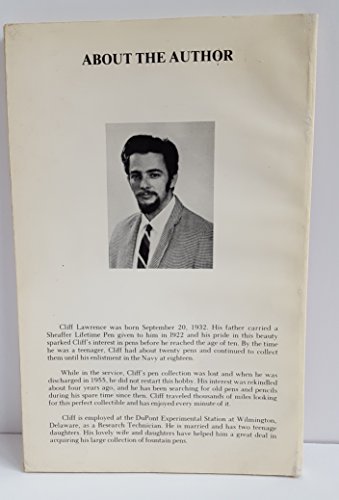 ABOUT THE AUTHOR
Cliff Lawrence was born September 20, 1932. His father carried a
Sheaffer Lifetime Pen given to him in 1922 and his pride in this beauty
sparked Cliff's interest in pens before he reached the age of ten. By the time
he was a teenager, Cliff had about twenty pens and continued to collect
them until his enlistment in the Navy at eighteen.
While in the service, Cliff's pen collection was lost and when he was
discharged in 1955, he did not restart this hobby. His interest was rekindled
about four years ago, and he has been searching for old pens and pencils
during his spare time since then. Cliff traveled thousands of miles looking
for this perfect collectible and has enjoyed every minute of it.
Cliff is employed at the DuPont Experimental Station at Wilmington,
Delaware, as a Research Technician. He is married and has two teenage
daughters. His lovely wife and daughters have helped him a great deal in
acquiring his large collection of fountain pens.